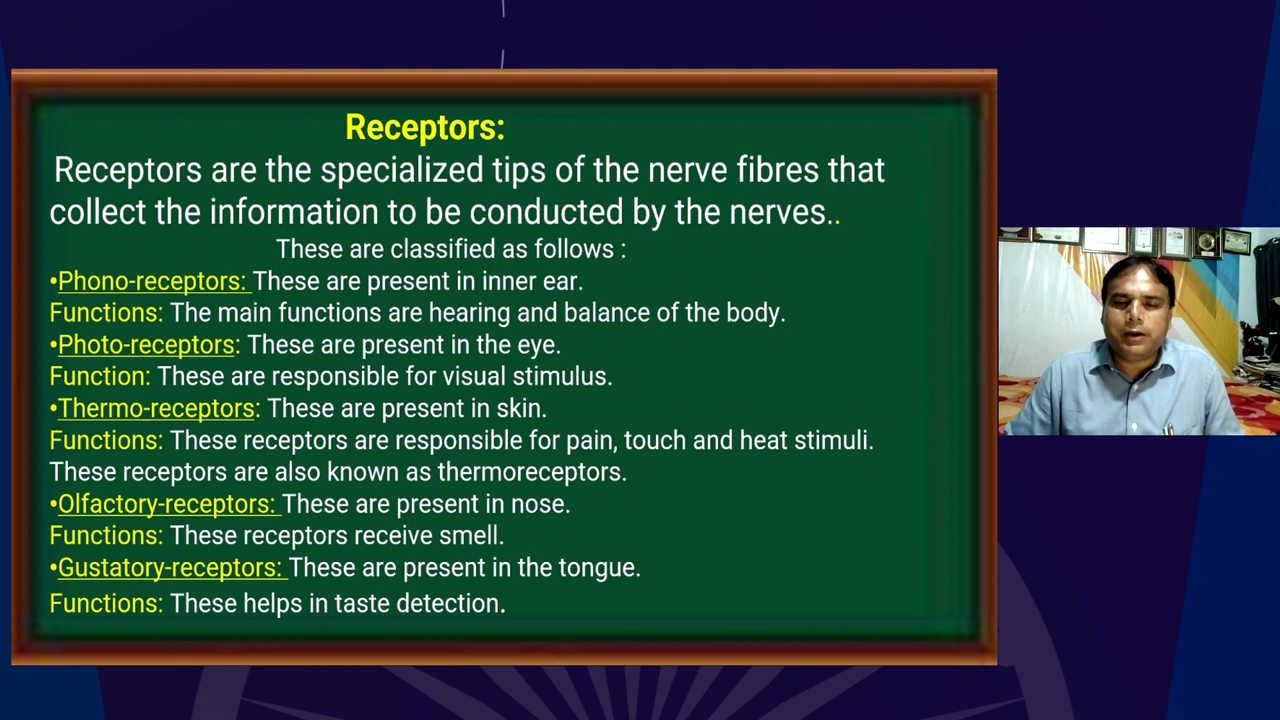 Receptors:
Receptors are the specialized tips of the nerve fibres that
collect the information to be conducted by the nerves..
These are classified as follows :
•Phono-receptors: These are present in inner ear.
Functions: The main functions are hearing and balance of the body.
•Photo-receptors: These are present in the eye.
Function: These are responsible for visual stimulus.
•Thermo-receptors: These are present in skin.
Functions: These receptors are responsible for pain, touch and heat stimuli.
These receptors are also known as thermoreceptors.
•Olfactory-receptors: These are present in nose.
Functions: These receptors receive smell.
•Gustatory-receptors: These are present in the tongue.
Functions: These helps in taste detection.